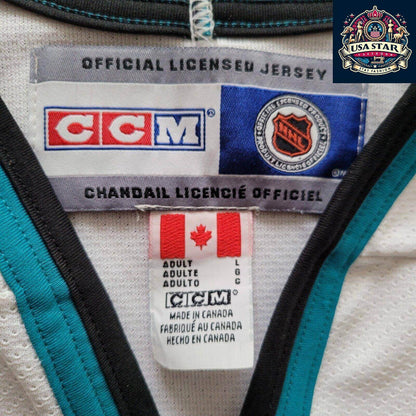 USA STAR
OFFICIAL LICENSED JERSEY
CCM®
NHL
CHANDAIL LICENCIÉ OFFICIEL
ADULT L
ADULTE G
ADULTO G
CCM
MADE IN CANADA
FABRIQUÉ AU CANADA
HECHO EN CANADA